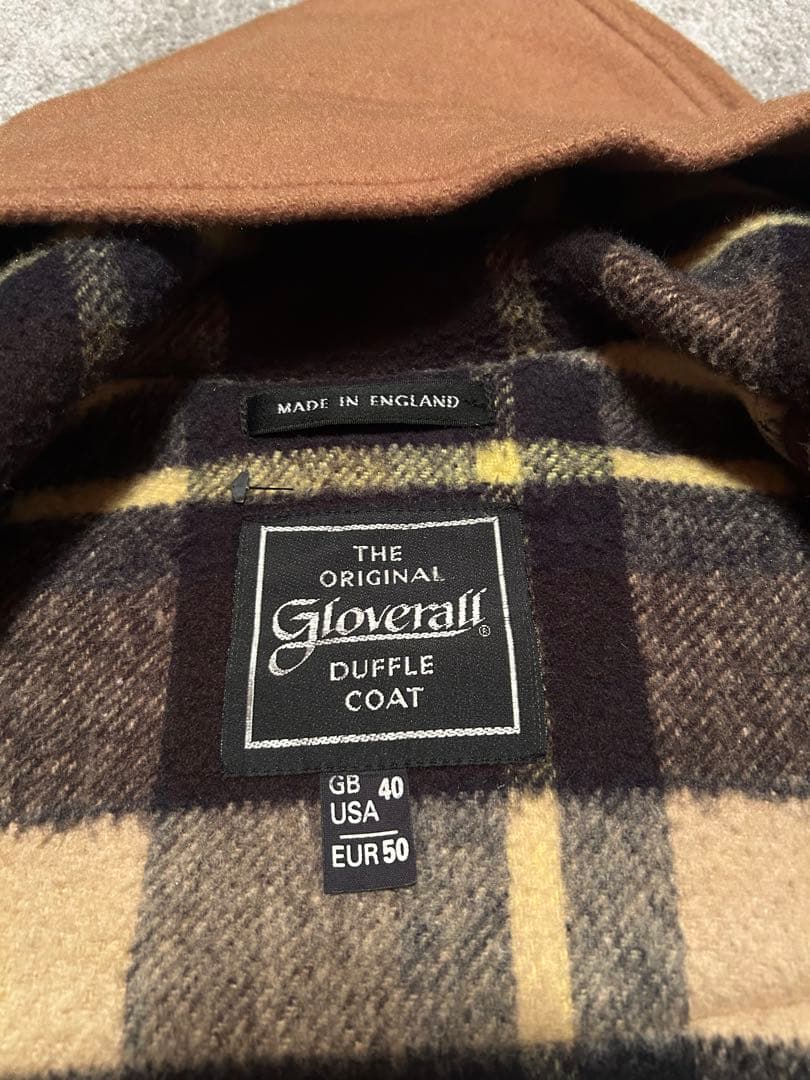 MADE IN ENGLAND
THE
ORIGINAL
Gloverall®
DUFFLE
COAT
GB 40
USA
EUR 50